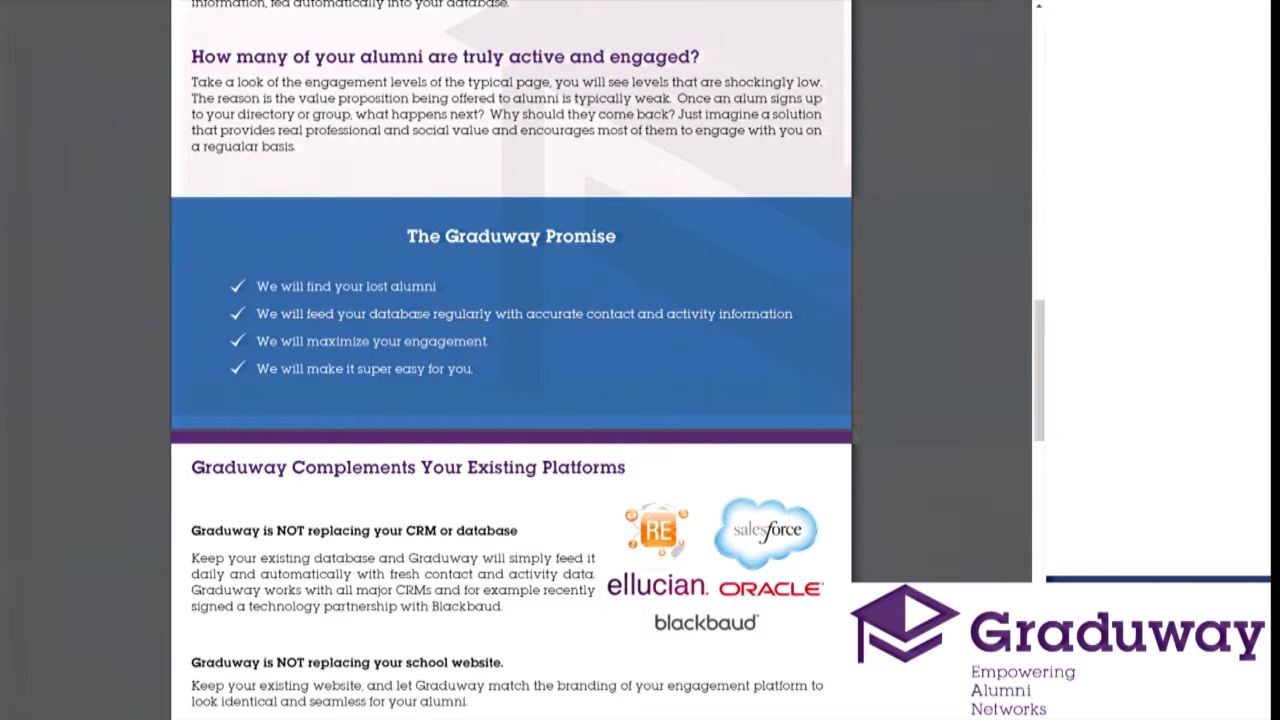 information, fed automatically into your database.
How many of your alumni are truly active and engaged?
Take a look of the engagement levels of the typical page, you will see levels that are shockingly low.
The reason is the value proposition being offered to alumni is typically weak. Once an alum signs up
to your directory or group, what happens next? Why should they come back? Just imagine a solution
that provides real professional and social value and encourages most of them to engage with you on
a regualar basis.
The Graduway Promise
We will find your lost alumni
We will feed your database regularly with accurate contact and activity information
We will maximize your engagement.
We will make it super easy for you.
Graduway Complements Your Existing Platforms
Graduway is NOT replacing your CRM or database
Keep your existing database and Graduway will simply feed it
daily and automatically with fresh contact and activity data.
Graduway works with all major CRMs and for example recently
signed a technology partnership with Blackbaud.
RE
salesforce
ellucian.
ORACLE
blackbaud
Graduway is NOT replacing your school website.
Keep your existing website, and let Graduway match the branding of your engagement platform to
look identical and seamless for your alumni.
Graduway
Empowering
Alumni
Networks